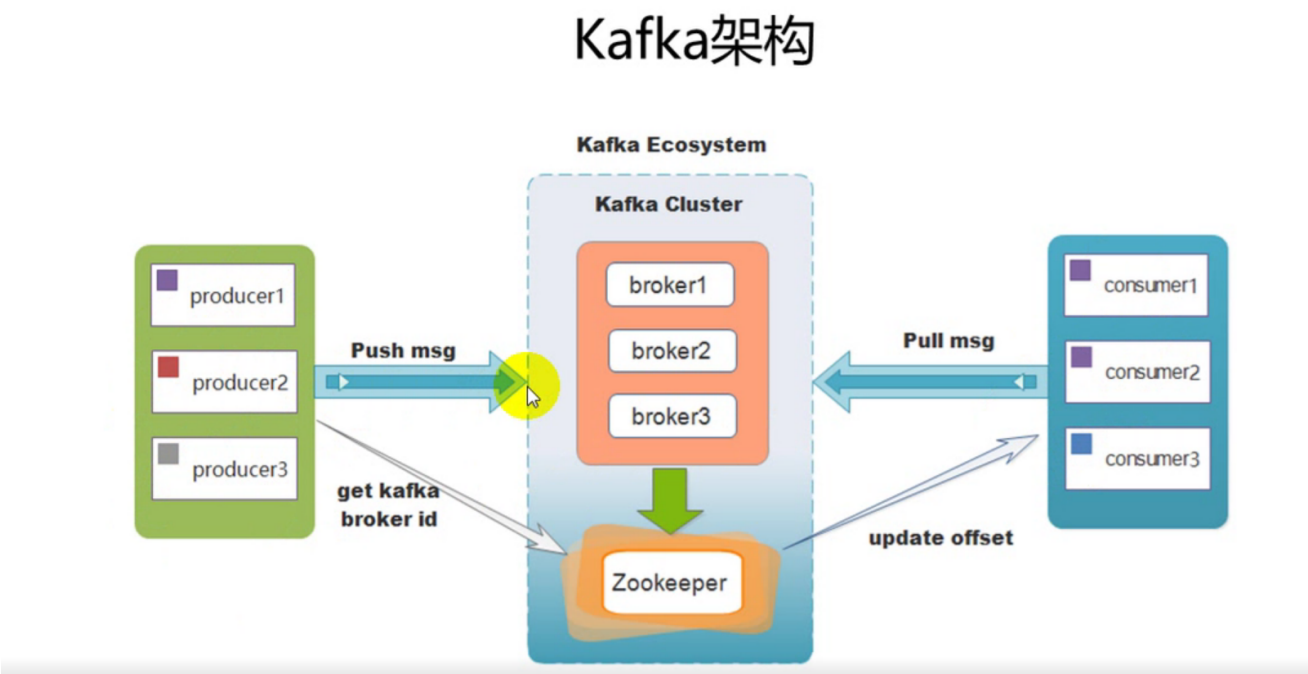 Kafka架构
Kafka Ecosystem
Kafka Cluster
producer1
producer2
producer3
Push msg
get kafka
broker id
broker1
broker2
broker3
Zookeeper
Pull msg
update offset
consumer1
consumer2
consumer3